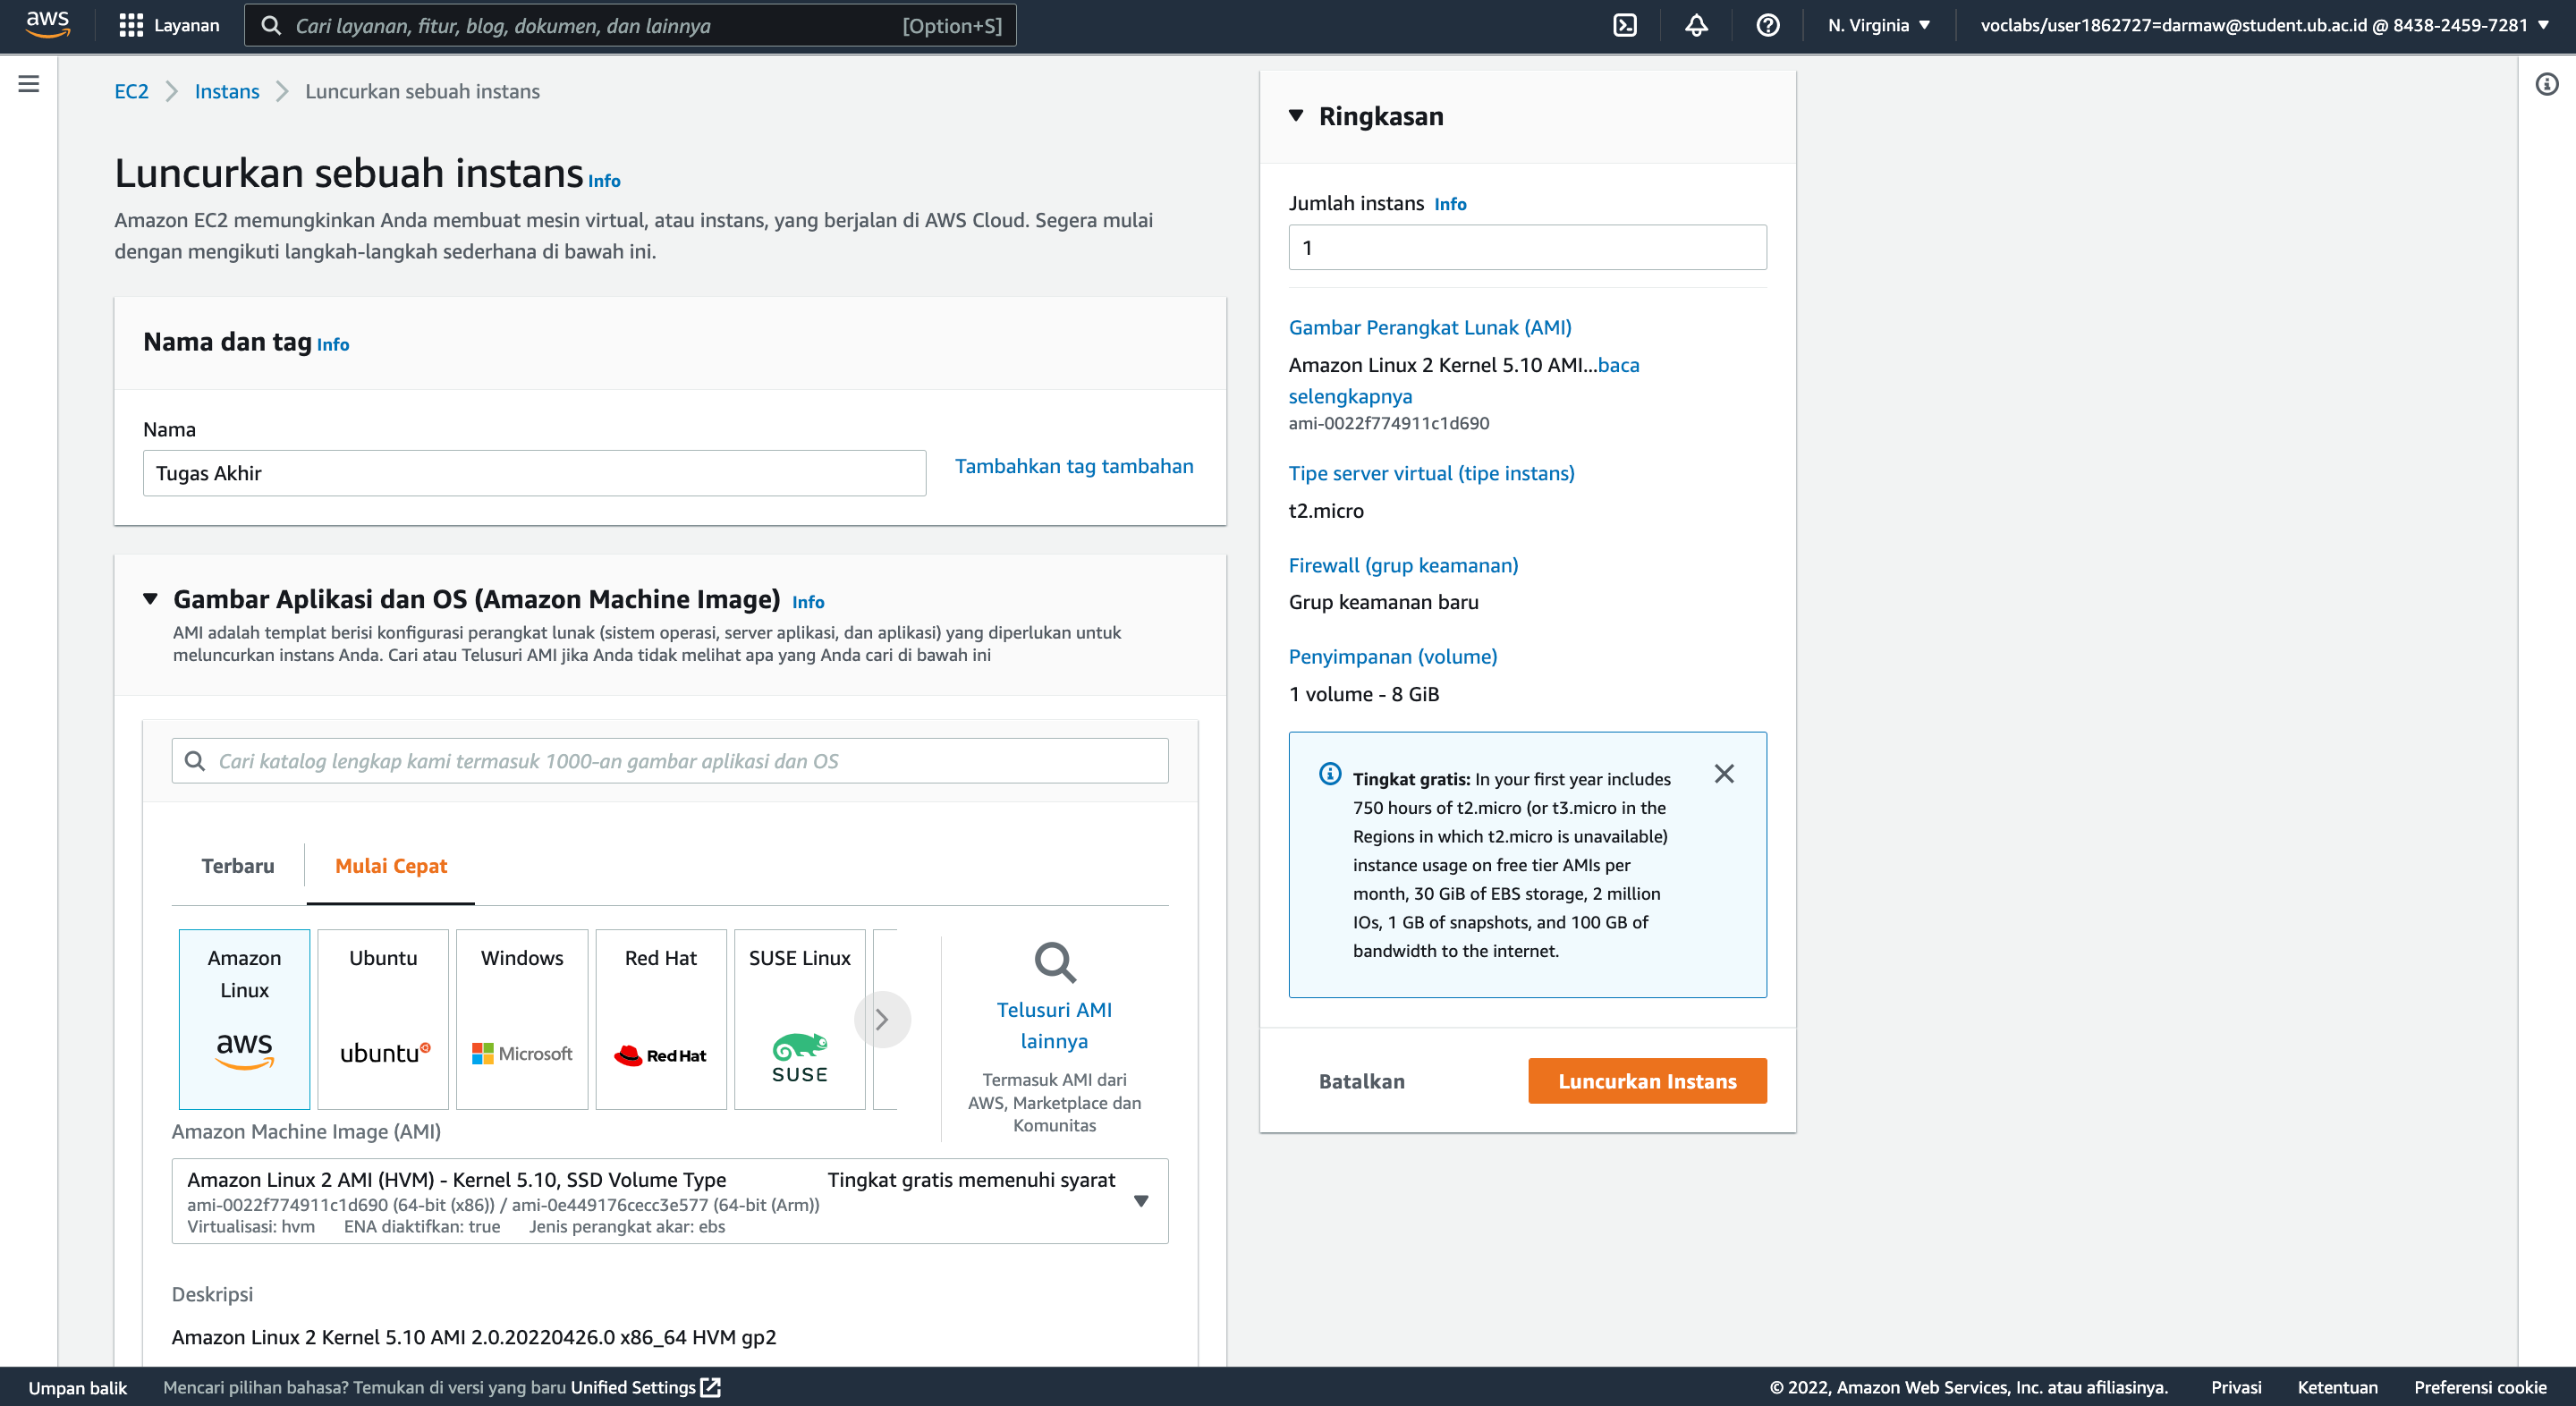 aws
Layanan
Cari layanan, fitur, blog, dokumen, dan lainnya
[Option+S]
N. Virginia
voclabs/user1862727=darmaw@student.ub.ac.id @ 8438-2459-7281
EC2
Instans
Luncurkan sebuah instans
Luncurkan sebuah instans Info
Amazon EC2 memungkinkan Anda membuat mesin virtual, atau instans, yang berjalan di AWS Cloud. Segera mulai
dengan mengikuti langkah-langkah sederhana di bawah ini.
Nama dan tag Info
Nama
Tugas Akhir
Tambahkan tag tambahan
Gambar Aplikasi dan OS (Amazon Machine Image) Info
AMI adalah templat berisi konfigurasi perangkat lunak (sistem operasi, server aplikasi, dan aplikasi) yang diperlukan untuk
meluncurkan instans Anda. Cari atau Telusuri AMI jika Anda tidak melihat apa yang Anda cari di bawah ini
Cari katalog lengkap kami termasuk 1000-an gambar aplikasi dan OS
Terbaru
Mulai Cepat
Amazon
Linux
aws
Ubuntu
ubuntu
Windows
Microsoft
Red Hat
Red Hat
SUSE Linux
SUSE
Telusuri AMI
lainnya
Termasuk AMI dari
AWS, Marketplace dan
Komunitas
Amazon Machine Image (AMI)
Amazon Linux 2 AMI (HVM) - Kernel 5.10, SSD Volume Type
Tingkat gratis memenuhi syarat
ami-0022f774911c1d690 (64-bit (x86)) / ami-0e449176cecc3e577 (64-bit (Arm))
Virtualisasi: hvm ENA diaktifkan: true Jenis perangkat akar: ebs
Deskripsi
Amazon Linux 2 Kernel 5.10 AMI 2.0.20220426.0 x86_64 HVM gp2
Ringkasan
Jumlah instans Info
1
Gambar Perangkat Lunak (AMI)
Amazon Linux 2 Kernel 5.10 AMI...baca
selengkapnya
ami-0022f774911c1d690
Tipe server virtual (tipe instans)
t2.micro
Firewall (grup keamanan)
Grup keamanan baru
Penyimpanan (volume)
1 volume - 8 GiB
Tingkat gratis: In your first year includes
750 hours of t2.micro (or t3.micro in the
Regions in which t2.micro is unavailable)
instance usage on free tier AMIs per
month, 30 GiB of EBS storage, 2 million
IOs, 1 GB of snapshots, and 100 GB of
bandwidth to the internet.
Batalkan
Luncurkan Instans
Umpan balik
Mencari pilihan bahasa? Temukan di versi yang baru Unified Settings
© 2022, Amazon Web Services, Inc. atau afiliasinya.
Privasi
Ketentuan
Preferensi cookie